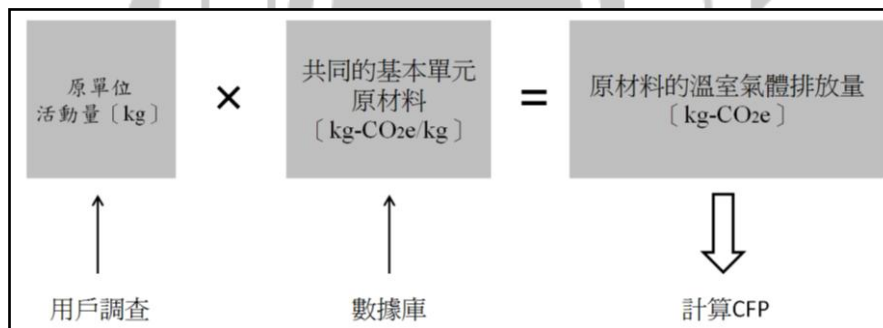 原單位
活動量〔kg〕
×
共同的基本單元
原材料
〔kg-CO2e/kg〕
=
原材料的溫室氣體排放量
〔kg-CO2e〕
用戶調查
數據庫
計算CFP